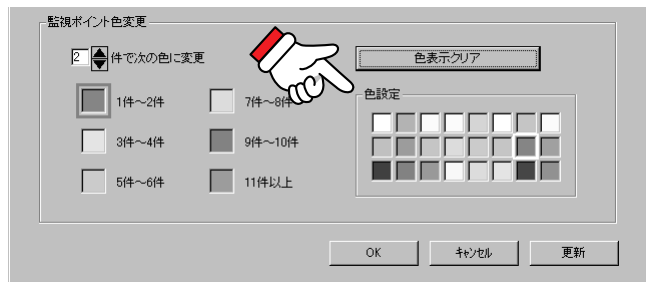 監視ポイント色変更
2 件で次の色に変更
色表示クリア
1件～2件
7件～8件
3件～4件
9件～10件
5件～6件
11件以上
色設定
OK
キャンセル
更新